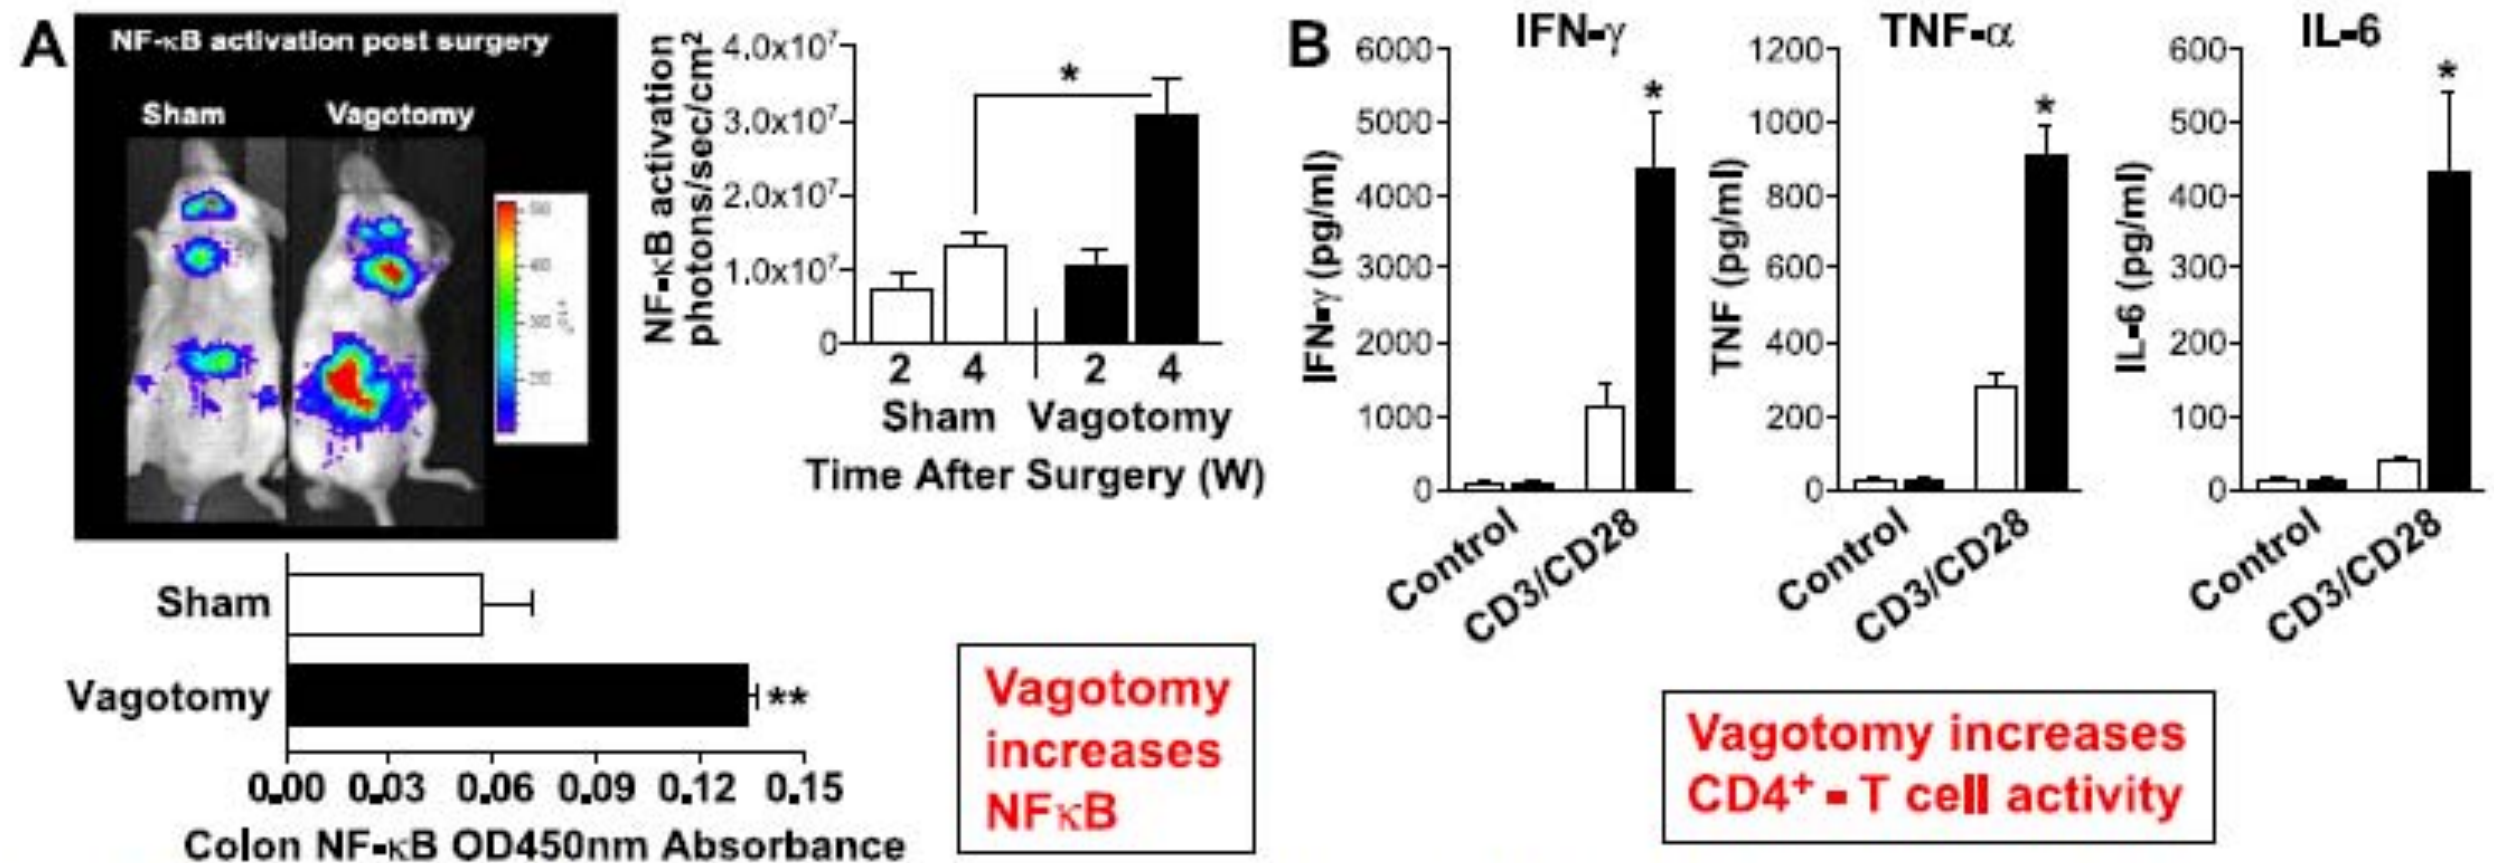 A
NF-κB activation post surgery
Sham
Vagotomy
NF-κB activation
photons/sec/cm²
4.0x10⁷
3.0x10⁷
2.0x10⁷
1.0x10⁷
0
*
2 4 2 4
Sham Vagotomy
Time After Surgery (W)
Sham
Vagotomy
**
0.00 0.03 0.06 0.09 0.12 0.15
Colon NF-κB OD450nm Absorbance
Vagotomy
increases
NFκB
B
IFN-γ
IFN-γ (pg/ml)
6000
5000
4000
3000
2000
1000
0
*
Control
CD3/CD28
TNF-α
TNF (pg/ml)
1200
1000
800
600
400
200
0
*
Control
CD3/CD28
IL-6
IL-6 (pg/ml)
600
500
400
300
200
100
0
*
Control
CD3/CD28
Vagotomy increases
CD4⁺ - T cell activity